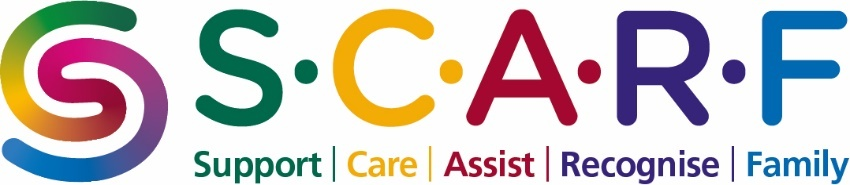 S·C·A·R·F
Support | Care | Assist | Recognise | Family